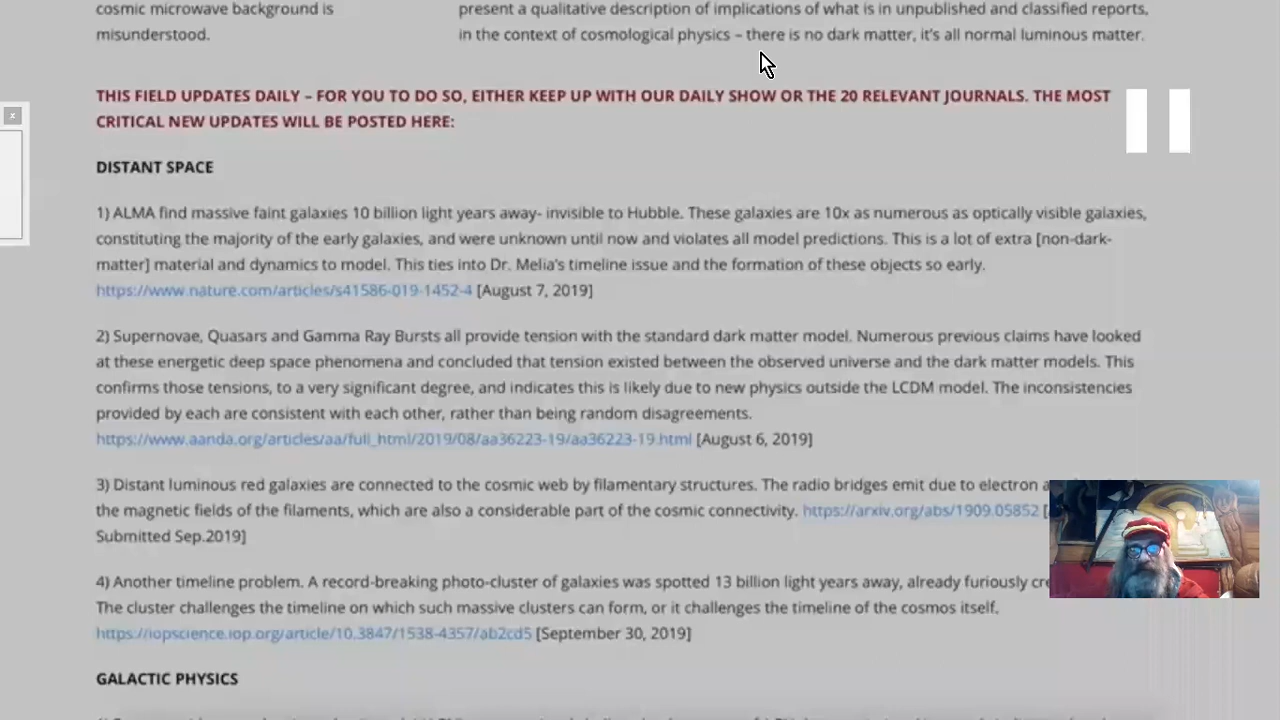 cosmic microwave background is
misunderstood.
present a qualitative description of implications of what is in unpublished and classified reports,
in the context of cosmological physics – there is no dark matter, it's all normal luminous matter.
THIS FIELD UPDATES DAILY – FOR YOU TO DO SO, EITHER KEEP UP WITH OUR DAILY SHOW OR THE 20 RELEVANT JOURNALS. THE MOST
CRITICAL NEW UPDATES WILL BE POSTED HERE:
x
DISTANT SPACE
1) ALMA find massive faint galaxies 10 billion light years away- invisible to Hubble. These galaxies are 10x as numerous as optically visible galaxies,
constituting the majority of the early galaxies, and were unknown until now and violates all model predictions. This is a lot of extra [non-dark-
matter] material and dynamics to model. This ties into Dr. Melia's timeline issue and the formation of these objects so early.
https://www.nature.com/articles/s41586-019-1452-4 [August 7, 2019]
2) Supernovae, Quasars and Gamma Ray Bursts all provide tension with the standard dark matter model. Numerous previous claims have looked
at these energetic deep space phenomena and concluded that tension existed between the observed universe and the dark matter models. This
confirms those tensions, to a very significant degree, and indicates this is likely due to new physics outside the LCDM model. The inconsistencies
provided by each are consistent with each other, rather than being random disagreements.
https://www.aanda.org/articles/aa/full_html/2019/08/aa36223-19/aa36223-19.html [August 6, 2019]
3) Distant luminous red galaxies are connected to the cosmic web by filamentary structures. The radio bridges emit due to electron
the magnetic fields of the filaments, which are also a considerable part of the cosmic connectivity. https://arxiv.org/abs/1909.05852
Submitted Sep.2019]
4) Another timeline problem. A record-breaking photo-cluster of galaxies was spotted 13 billion light years away, already furiously
The cluster challenges the timeline on which such massive clusters can form, or it challenges the timeline of the cosmos itself.
https://iopscience.iop.org/article/10.3847/1538-4357/ab2cd5 [September 30, 2019]
GALACTIC PHYSICS